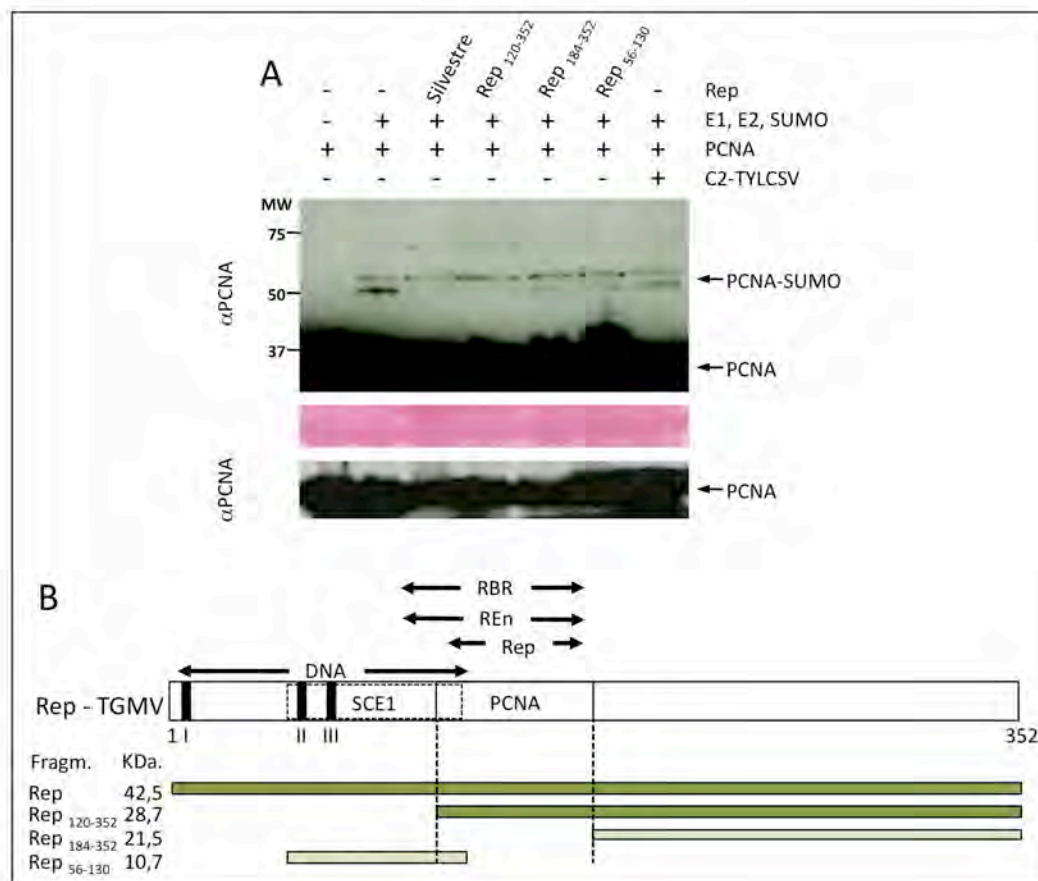 A
Silvestre Rep 120-352 Rep 184-352 Rep 56-130
- - - Rep
- + + + + + + E1, E2, SUMO
+ + + + + + + PCNA
- - - - - - + C2-TYLCSV
MW
75
50
37
αPCNA
PCNA-SUMO
PCNA
αPCNA
PCNA
B
RBR
REn
Rep
DNA
Rep - TGMV SCE1 PCNA
1 I II III 352
Fragm. KDa.
Rep 42,5
Rep 120-352 28,7
Rep 184-352 21,5
Rep 56-130 10,7